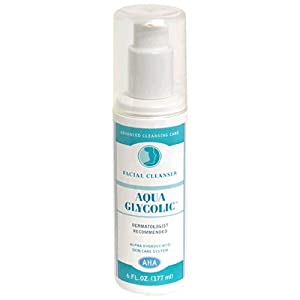 ADVANCED CLEANSING CARE
FACIAL CLEANSER
AQUA
GLYCOLIC™
DERMATOLOGIST
RECOMMENDED
ALPHA HYDROXY ACID
SKIN CARE SYSTEM
AHA
6 FL. OZ. (177 ml)